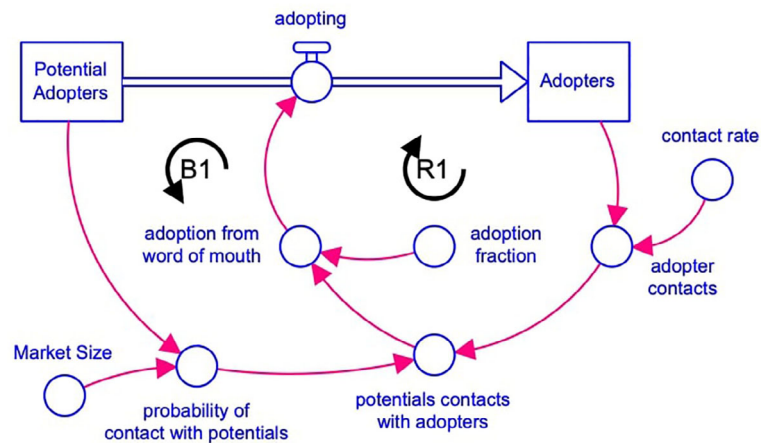 adopting
Potential
Adopters
Adopters
contact rate
B1
R1
adoption from
word of mouth
adoption
fraction
adopter
contacts
Market Size
probability of
contact with potentials
potentials contacts
with adopters